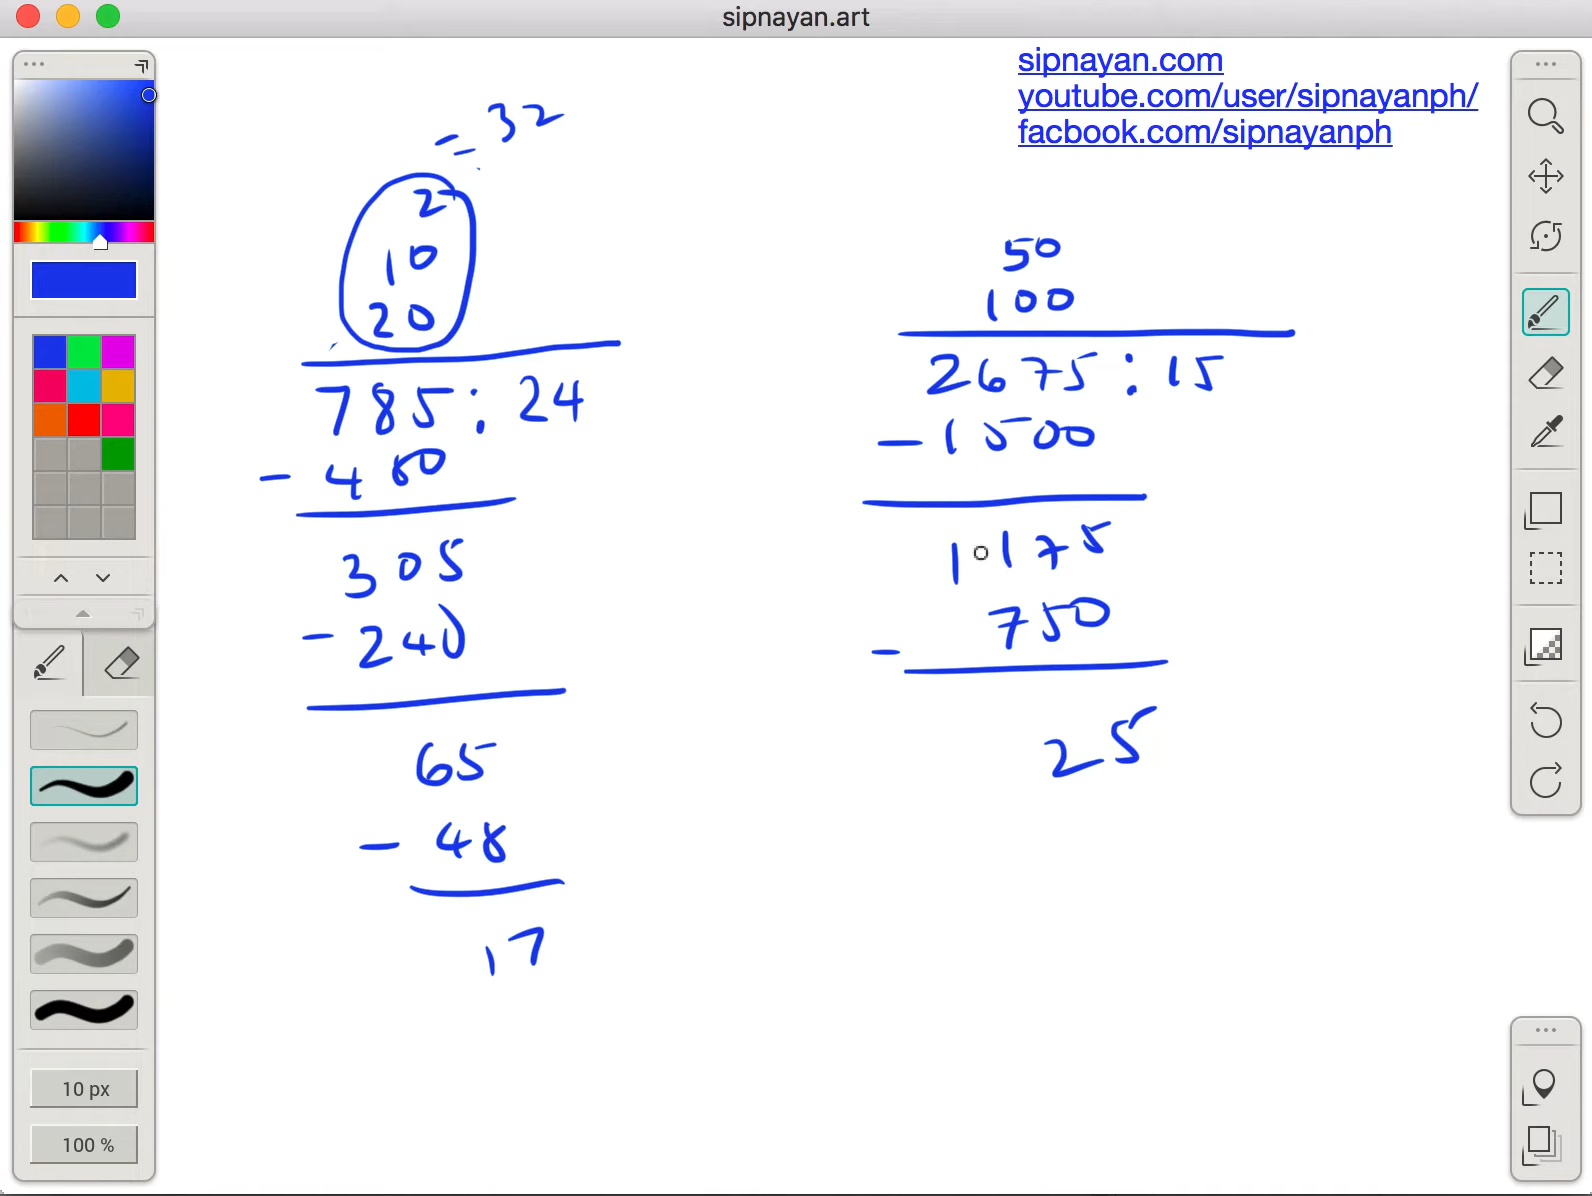 sipnayan.art
sipnayan.com
youtube.com/user/sipnayanph/
facbook.com/sipnayanph
= 32
2
10
20
785 : 24
- 480
305
- 240
65
- 48
17
50
100
2675 : 15
- 1500
1175
- 750
25
10 px
100 %